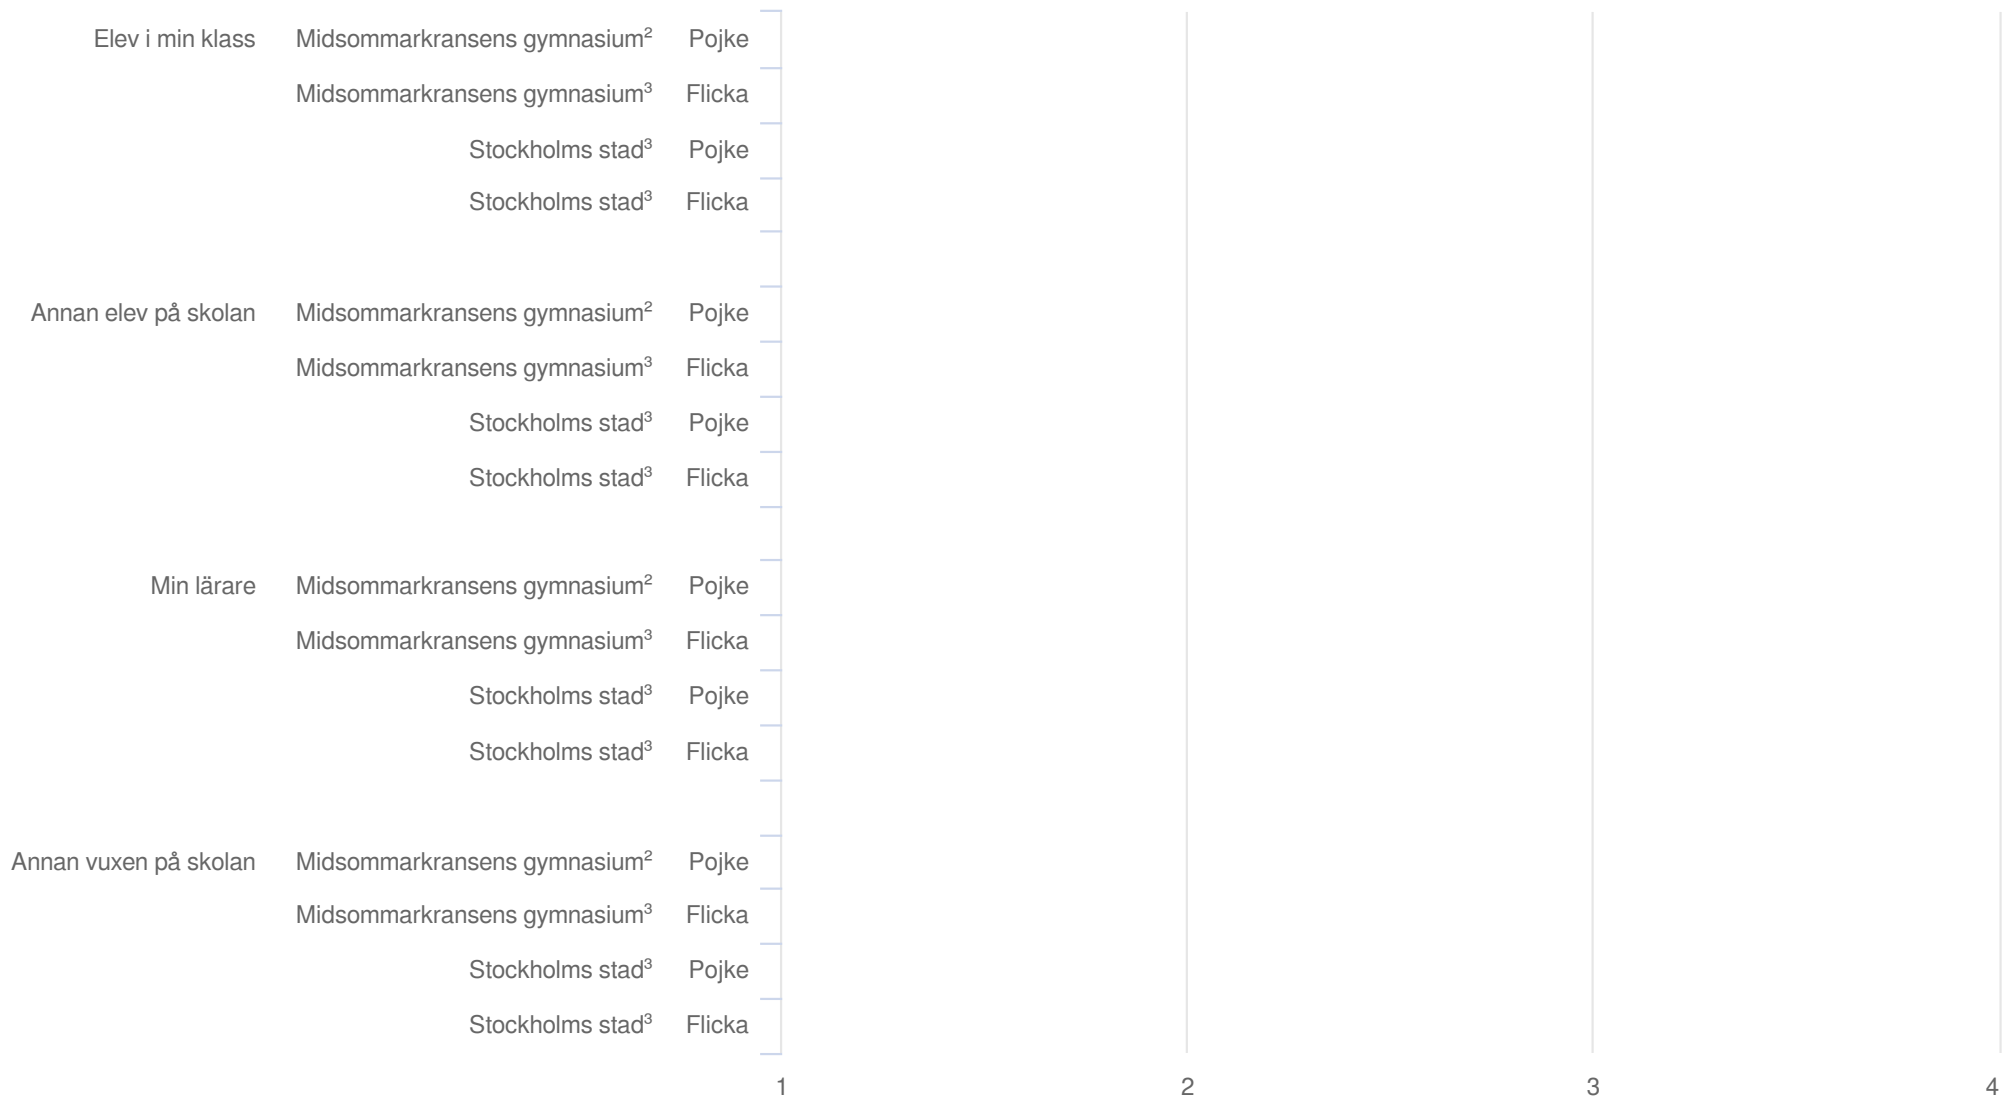 Elev i min klass Midsommarkransens gymnasium² Pojke
Midsommarkransens gymnasium³ Flicka
Stockholms stad³ Pojke
Stockholms stad³ Flicka
Annan elev på skolan Midsommarkransens gymnasium² Pojke
Midsommarkransens gymnasium³ Flicka
Stockholms stad³ Pojke
Stockholms stad³ Flicka
Min lärare Midsommarkransens gymnasium² Pojke
Midsommarkransens gymnasium³ Flicka
Stockholms stad³ Pojke
Stockholms stad³ Flicka
Annan vuxen på skolan Midsommarkransens gymnasium² Pojke
Midsommarkransens gymnasium³ Flicka
Stockholms stad³ Pojke
Stockholms stad³ Flicka
1 2 3 4